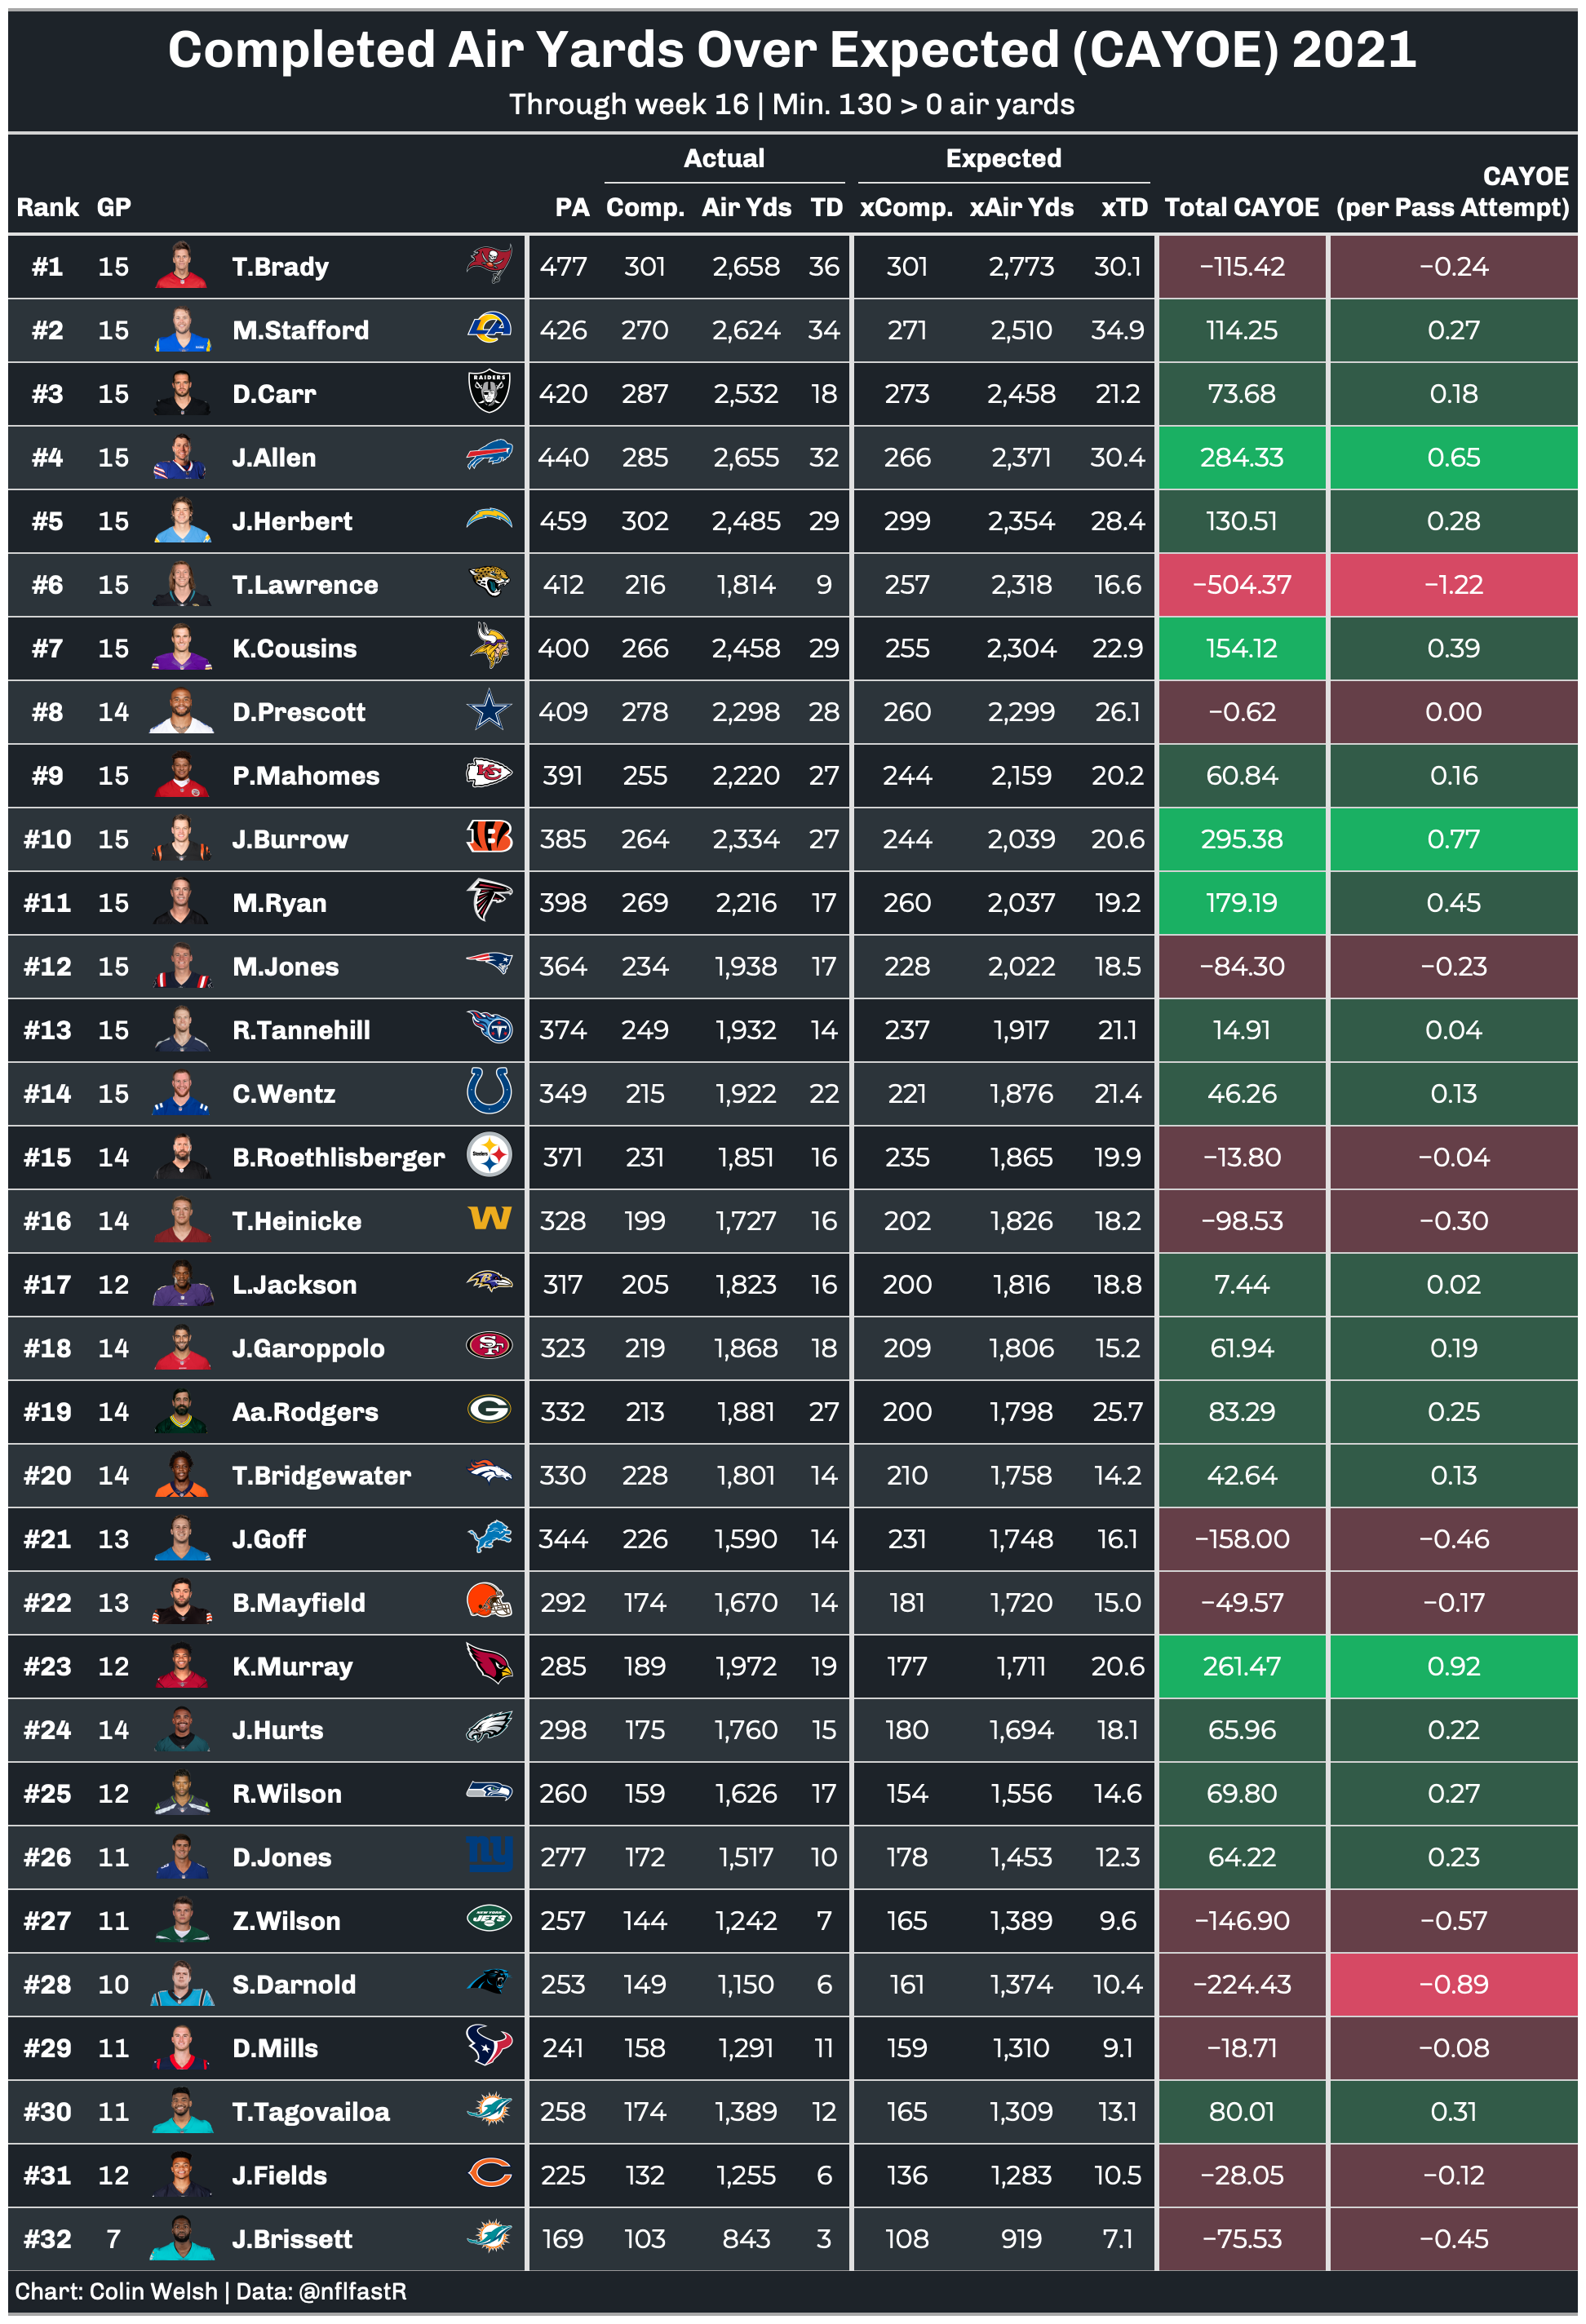 Completed Air Yards Over Expected (CAYOE) 2021
Through week 16 | Min. 130 > 0 air yards
Actual Expected CAYOE
Rank GP PA Comp. Air Yds TD xComp. xAir Yds xTD Total CAYOE (per Pass Attempt)
#1 15 T.Brady 477 301 2,658 36 301 2,773 30.1 −115.42 −0.24
#2 15 M.Stafford 426 270 2,624 34 271 2,510 34.9 114.25 0.27
#3 15 D.Carr RAIDERS 420 287 2,532 18 273 2,458 21.2 73.68 0.18
#4 15 J.Allen 440 285 2,655 32 266 2,371 30.4 284.33 0.65
#5 15 J.Herbert 459 302 2,485 29 299 2,354 28.4 130.51 0.28
#6 15 T.Lawrence 412 216 1,814 9 257 2,318 16.6 −504.37 −1.22
#7 15 K.Cousins 400 266 2,458 29 255 2,304 22.9 154.12 0.39
#8 14 D.Prescott 409 278 2,298 28 260 2,299 26.1 −0.62 0.00
#9 15 P.Mahomes KC 391 255 2,220 27 244 2,159 20.2 60.84 0.16
#10 15 J.Burrow B 385 264 2,334 27 244 2,039 20.6 295.38 0.77
#11 15 M.Ryan 398 269 2,216 17 260 2,037 19.2 179.19 0.45
#12 15 M.Jones 364 234 1,938 17 228 2,022 18.5 −84.30 −0.23
#13 15 R.Tannehill T 374 249 1,932 14 237 1,917 21.1 14.91 0.04
#14 15 C.Wentz 349 215 1,922 22 221 1,876 21.4 46.26 0.13
#15 14 B.Roethlisberger Steelers 371 231 1,851 16 235 1,865 19.9 −13.80 −0.04
#16 14 T.Heinicke W 328 199 1,727 16 202 1,826 18.2 −98.53 −0.30
#17 12 L.Jackson B 317 205 1,823 16 200 1,816 18.8 7.44 0.02
#18 14 J.Garoppolo SF 323 219 1,868 18 209 1,806 15.2 61.94 0.19
#19 14 Aa.Rodgers G 332 213 1,881 27 200 1,798 25.7 83.29 0.25
#20 14 T.Bridgewater 330 228 1,801 14 210 1,758 14.2 42.64 0.13
#21 13 J.Goff 344 226 1,590 14 231 1,748 16.1 −158.00 −0.46
#22 13 B.Mayfield 292 174 1,670 14 181 1,720 15.0 −49.57 −0.17
#23 12 K.Murray 285 189 1,972 19 177 1,711 20.6 261.47 0.92
#24 14 J.Hurts 298 175 1,760 15 180 1,694 18.1 65.96 0.22
#25 12 R.Wilson 260 159 1,626 17 154 1,556 14.6 69.80 0.27
#26 11 D.Jones ny 277 172 1,517 10 178 1,453 12.3 64.22 0.23
#27 11 Z.Wilson NEW YORK JETS 257 144 1,242 7 165 1,389 9.6 −146.90 −0.57
#28 10 S.Darnold 253 149 1,150 6 161 1,374 10.4 −224.43 −0.89
#29 11 D.Mills 241 158 1,291 11 159 1,310 9.1 −18.71 −0.08
#30 11 T.Tagovailoa 258 174 1,389 12 165 1,309 13.1 80.01 0.31
#31 12 J.Fields C 225 132 1,255 6 136 1,283 10.5 −28.05 −0.12
#32 7 J.Brissett 169 103 843 3 108 919 7.1 −75.53 −0.45
Chart: Colin Welsh | Data: @nflfastR